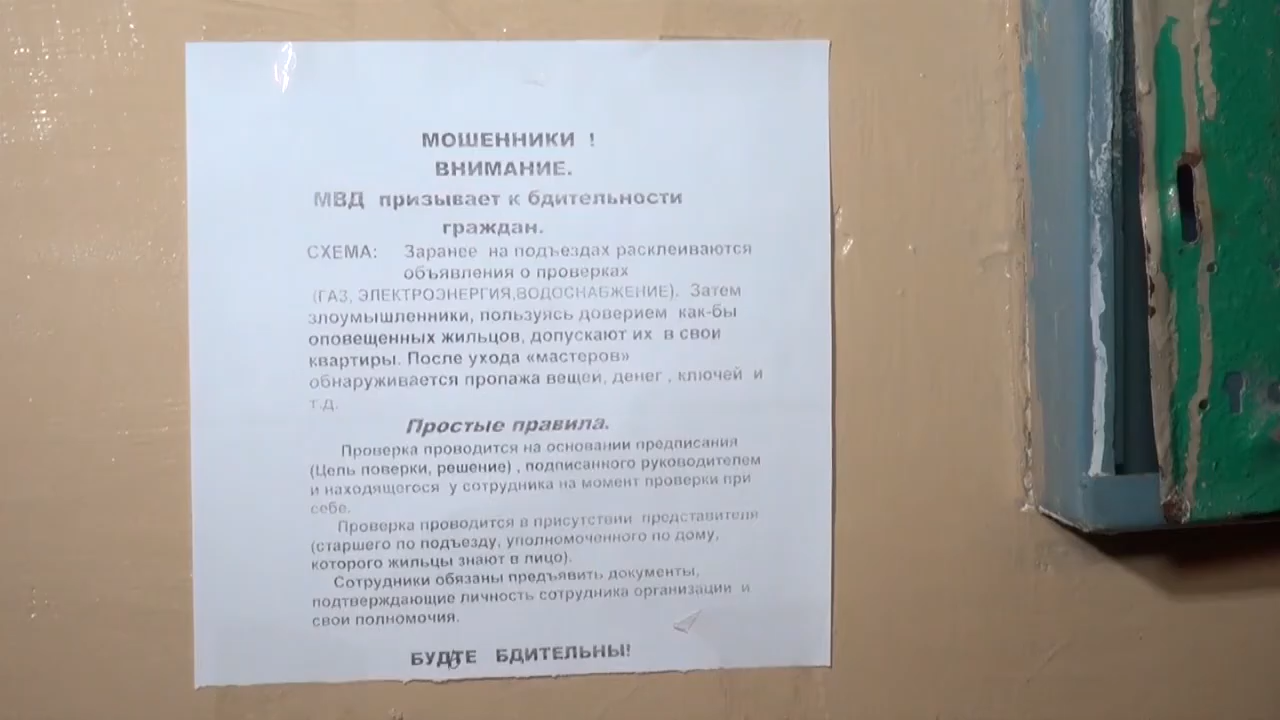 МОШЕННИКИ !
ВНИМАНИЕ.
МВД призывает к бдительности
граждан.
СХЕМА: Заранее на подъездах расклеиваются
объявления о проверках
(ГАЗ, ЭЛЕКТРОЭНЕРГИЯ,ВОДОСНАБЖЕНИЕ). Затем
злоумышленники, пользуясь доверием как-бы
оповещенных жильцов, допускают их в свои
квартиры. После ухода «мастеров»
обнаруживается пропажа вещей, денег , ключей и
т.д.
Простые правила.
Проверка проводится на основании предписания
(Цель поверки, решение) , подписанного руководителем
и находящегося у сотрудника на момент проверки при
себе.
Проверка проводится в присутствии представителя
(старшего по подъезду, уполномоченного по дому,
которого жильцы знают в лицо).
Сотрудники обязаны предъявить документы,
подтверждающие личность сотрудника организации и
свои полномочия.
БУДЬТЕ БДИТЕЛЬНЫ!